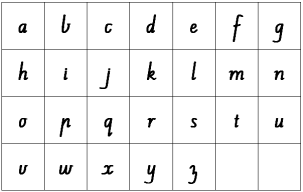 a b c d e f g
h i j k l m n
o p q r s t u
v w x y z